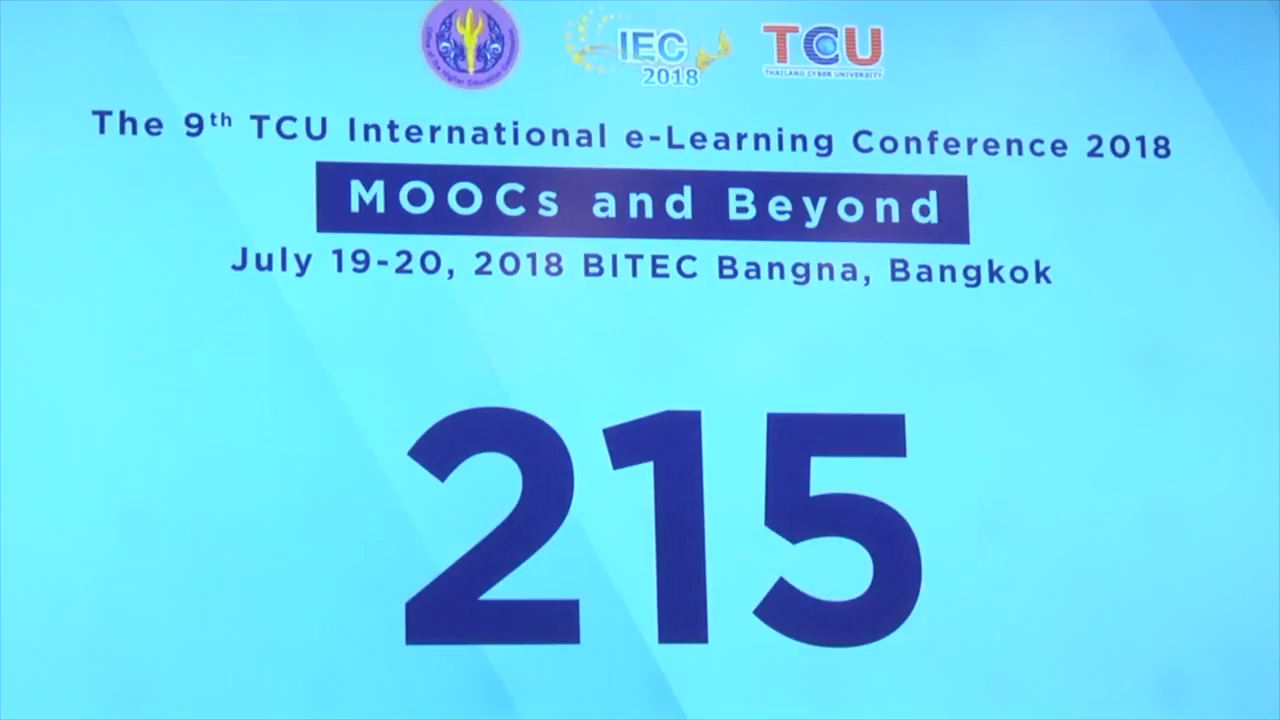 IEC
2018
TCU
THAILAND CYBER UNIVERSITY
The 9th TCU International e-Learning Conference 2018
MOOCs and Beyond
July 19-20, 2018 BITEC Bangna, Bangkok
215